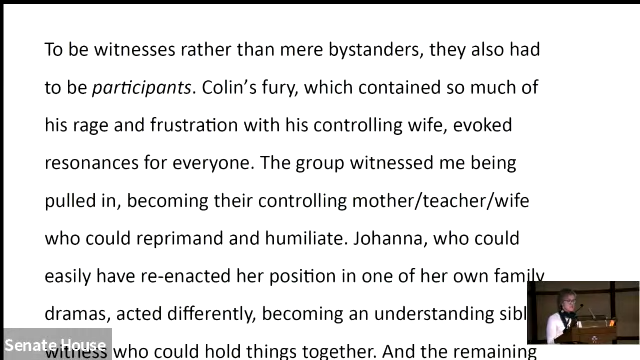 To be witnesses rather than mere bystanders, they also had
to be participants. Colin's fury, which contained so much of
his rage and frustration with his controlling wife, evoked
resonances for everyone. The group witnessed me being
pulled in, becoming their controlling mother/teacher/wife
who could reprimand and humiliate. Johanna, who could
easily have re-enacted her position in one of her own family
dramas, acted differently, becoming an understanding
witness who could hold things together. And the remaining
Senate House